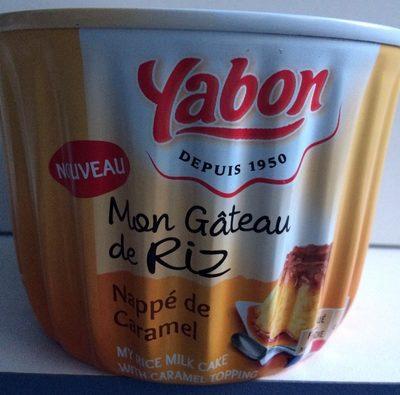 Yabon
DEPUIS 1950
NOUVEAU
Mon Gâteau
de Riz
Nappé de
Caramel
MY RICE MILK CAKE
WITH CARAMEL TOPPING